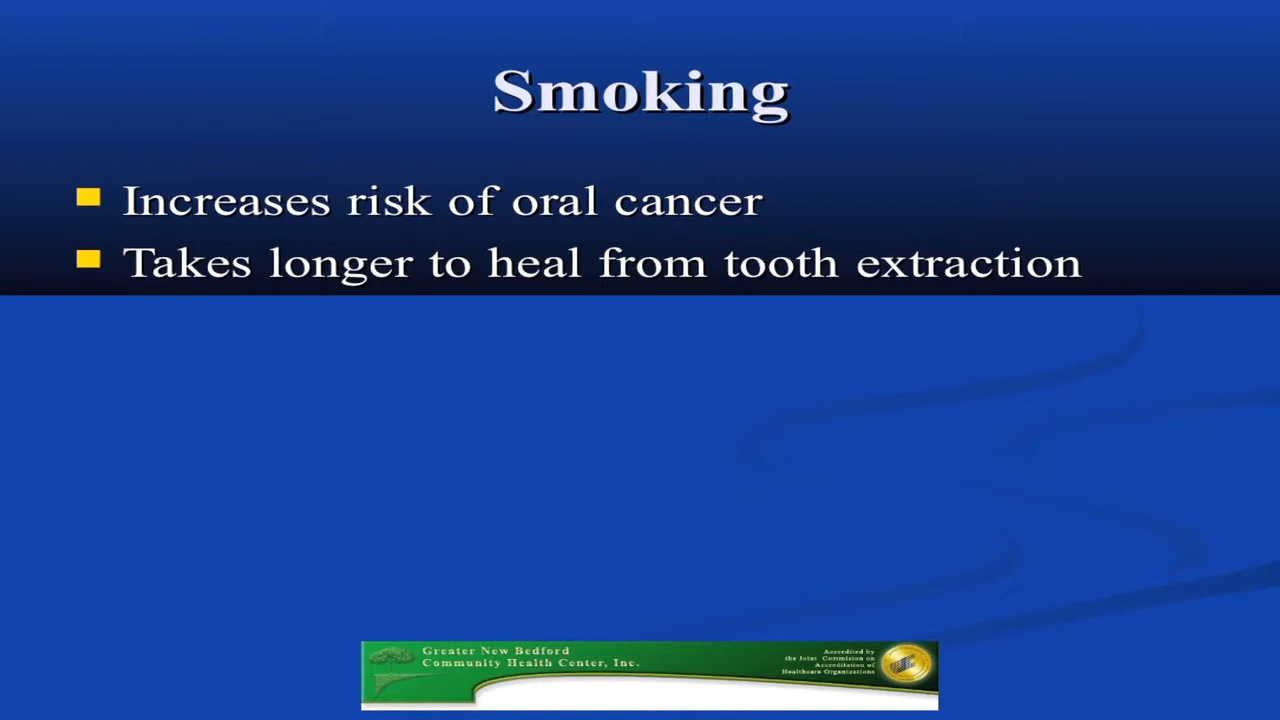 Smoking
Increases risk of oral cancer
Takes longer to heal from tooth extraction
Greater New Bedford
Community Health Center, Inc.
Accredited by
the Joint Commision on
Accreditation of
Healthcare Organizations